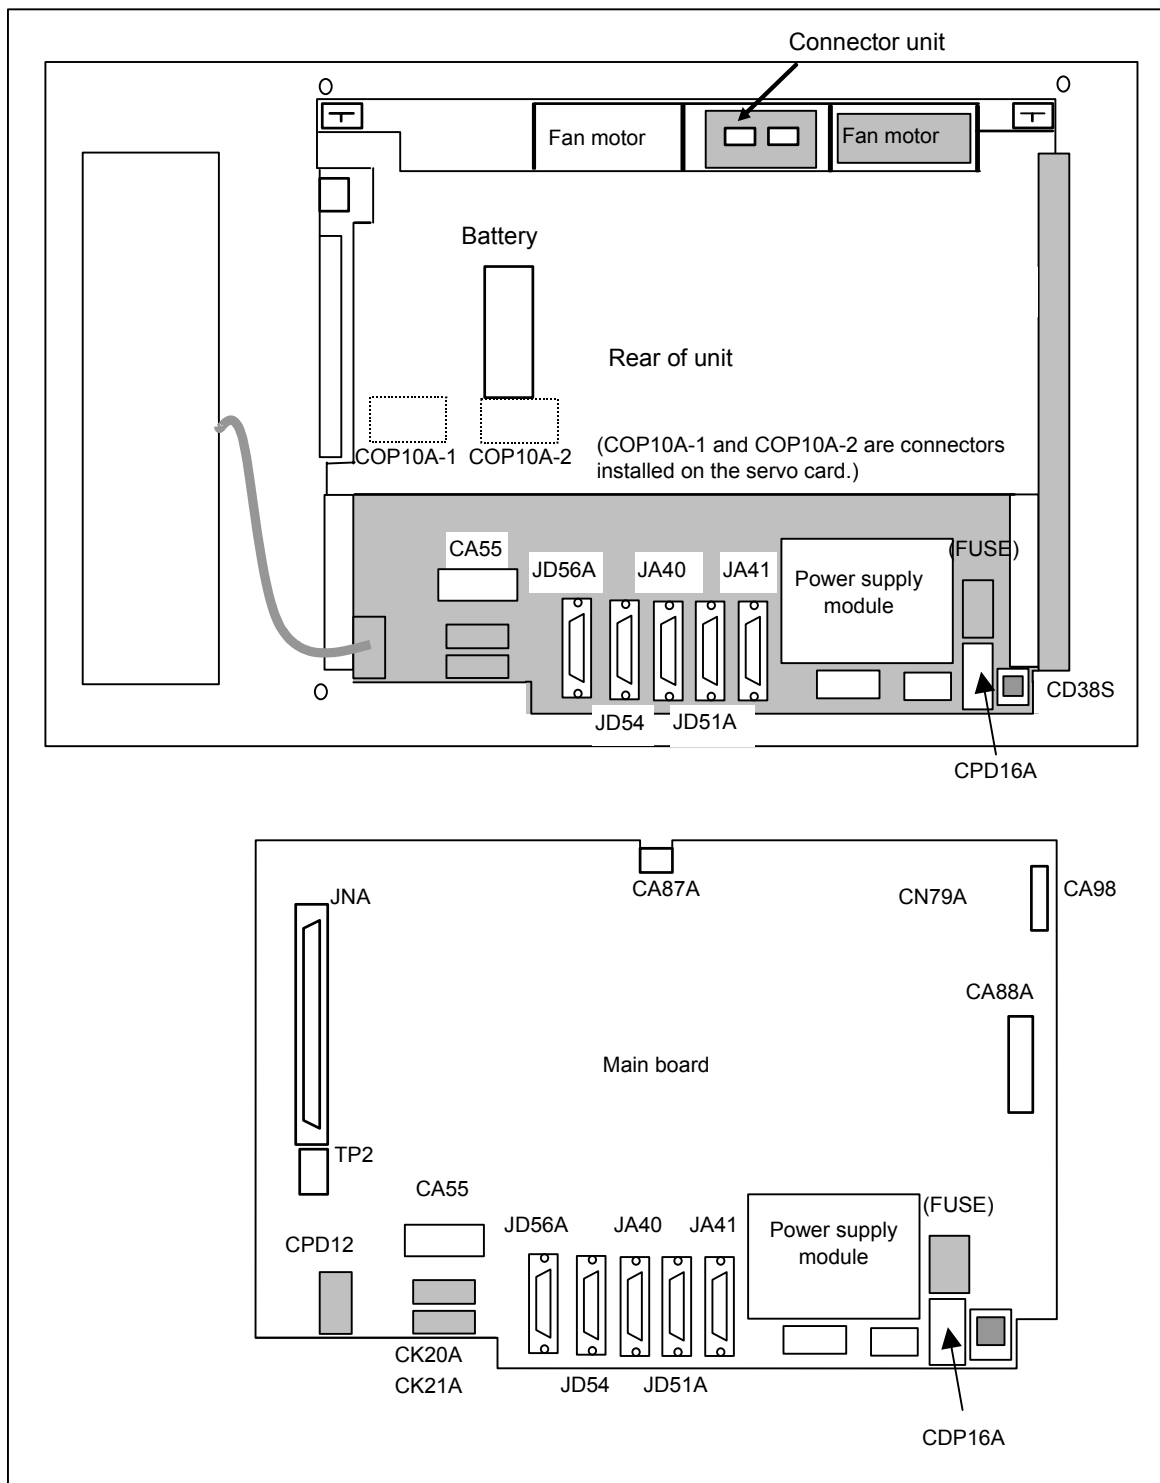 Connector unit
Fan motor
Fan motor
Battery
Rear of unit
COP10A-1 COP10A-2
(COP10A-1 and COP10A-2 are connectors
installed on the servo card.)
CA55
JD56A
JA40
JA41
Power supply
module
(FUSE)
CD38S
JD54
JD51A
CPD16A
CA87A
JNA
CN79A
CA98
CA88A
Main board
TP2
CA55
JD56A
JA40
JA41
Power supply
module
(FUSE)
CPD12
CK20A
CK21A
JD54
JD51A
CDP16A